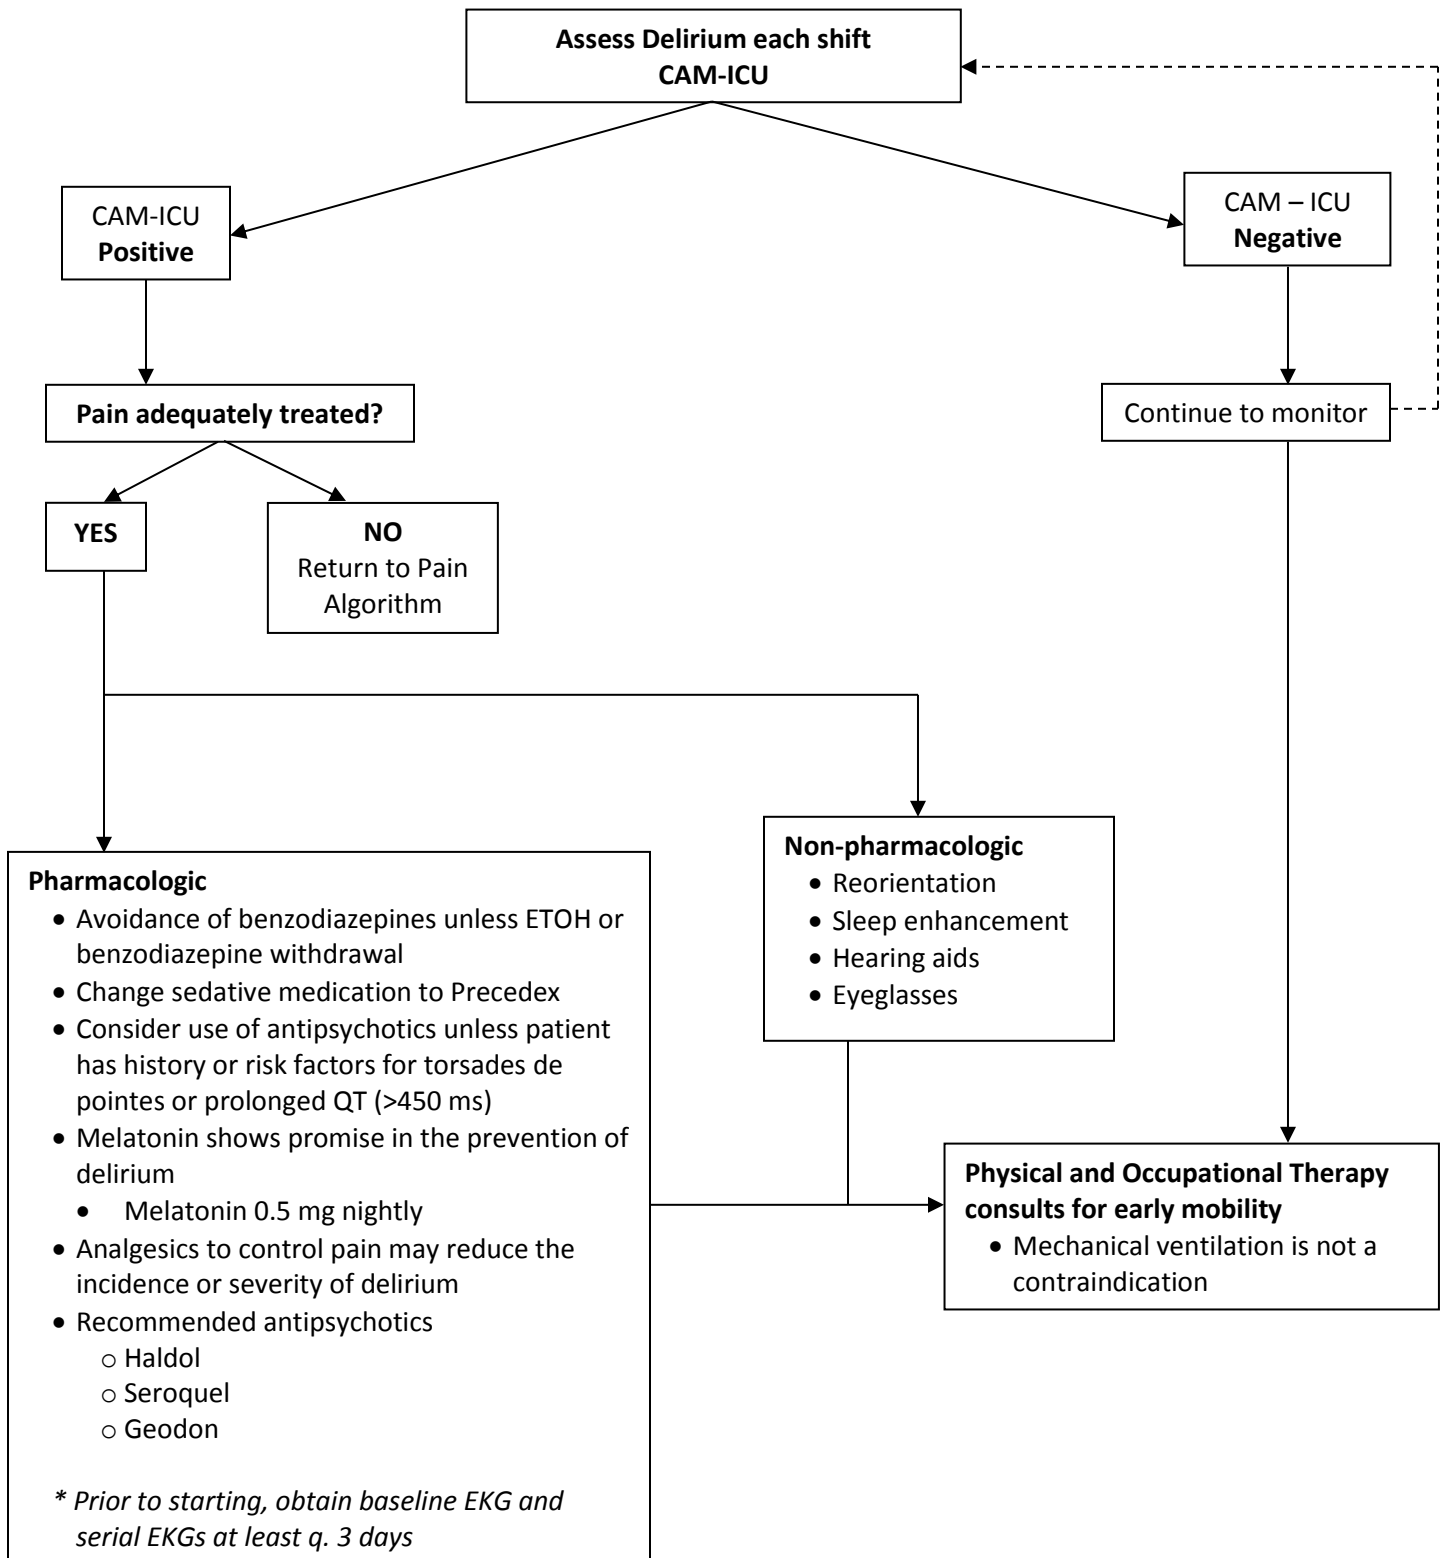 Assess Delirium each shift
CAM-ICU
CAM-ICU
Positive
CAM – ICU
Negative
Pain adequately treated?
Continue to monitor
YES
NO
Return to Pain
Algorithm
Pharmacologic
• Avoidance of benzodiazepines unless ETOH or
benzodiazepine withdrawal
• Change sedative medication to Precedex
• Consider use of antipsychotics unless patient
has history or risk factors for torsades de
pointes or prolonged QT (>450 ms)
• Melatonin shows promise in the prevention of
delirium
• Melatonin 0.5 mg nightly
• Analgesics to control pain may reduce the
incidence or severity of delirium
• Recommended antipsychotics
o Haldol
o Seroquel
o Geodon
* Prior to starting, obtain baseline EKG and
serial EKGs at least q. 3 days
Non-pharmacologic
• Reorientation
• Sleep enhancement
• Hearing aids
• Eyeglasses
Physical and Occupational Therapy
consults for early mobility
• Mechanical ventilation is not a
contraindication